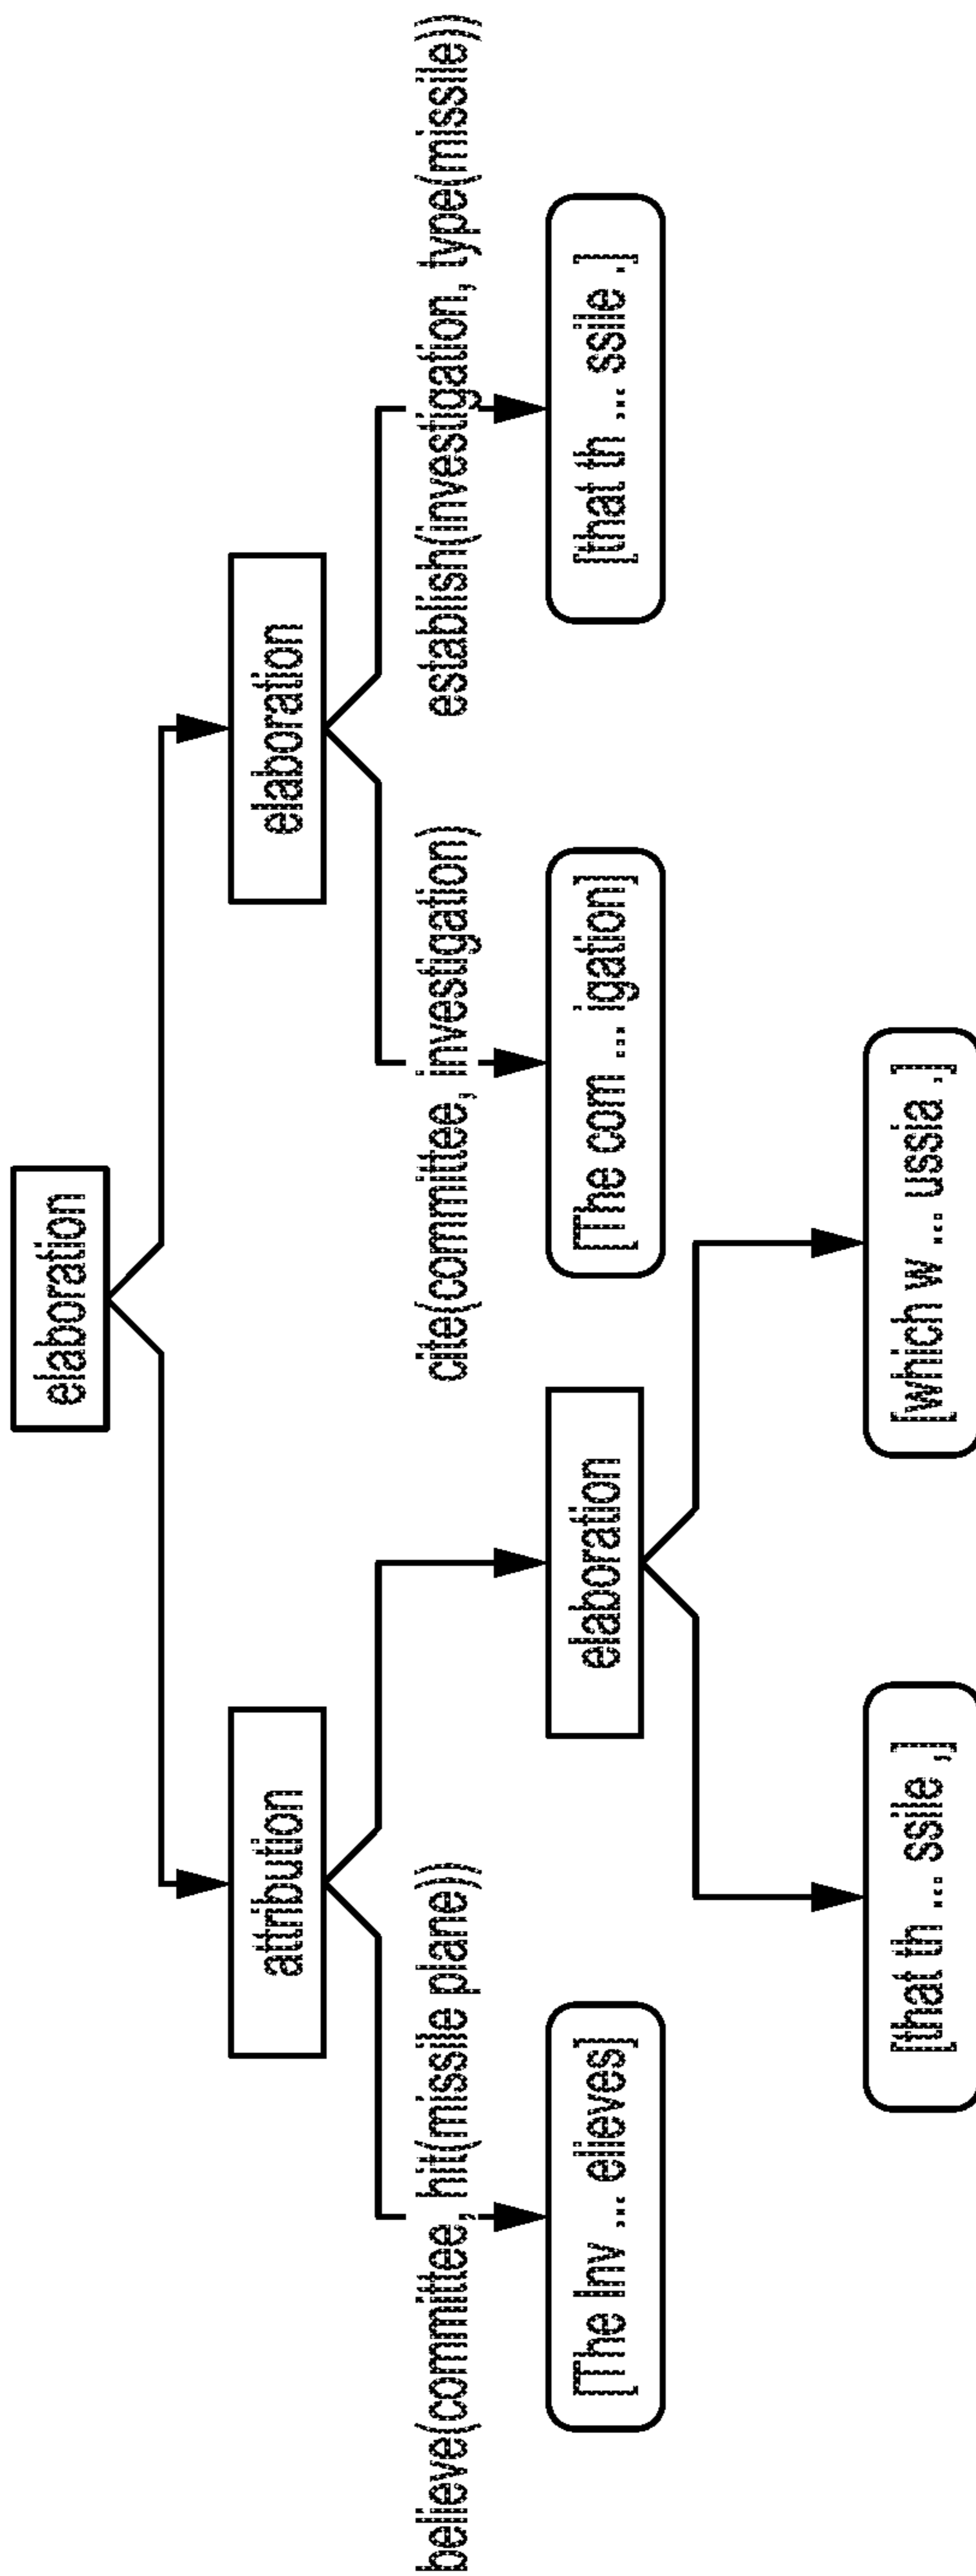 elaboration
attribution
elaboration
believe(committee, hit(missile plane))
cite(committee, investigation)
establish(investigation, type(missile))
[The Inv ... elieves]
elaboration
[The com ... igation]
[that th ... ssile .]
[that th ... ssile ,]
[which w ... ussia .]